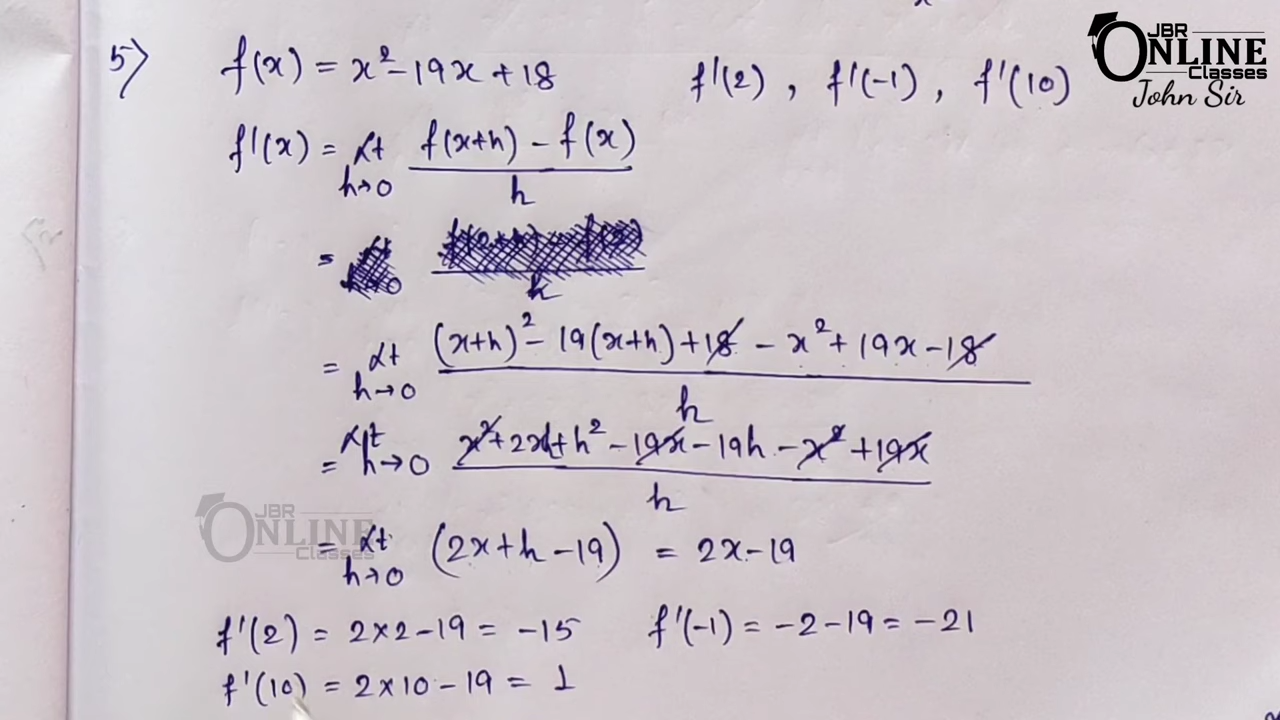 JBR
ONLINE
Classes
John Sir
5) f(x) = x² - 19x + 18 f'(2), f'(-1), f'(10)
f'(x) = Lt h→0 f(x+h) - f(x) / h
= / h
= Lt h→0 (x+h)² - 19(x+h) + 18 - x² + 19x - 18 / h
= Lt h→0 x² + 2xh + h² - 19x - 19h - x² + 19x / h
JBR
ONLINE
Classes
= Lt h→0 (2x + h - 19) = 2x - 19
f'(2) = 2×2 - 19 = -15 f'(-1) = -2 - 19 = -21
f'(10) = 2×10 - 19 = 1